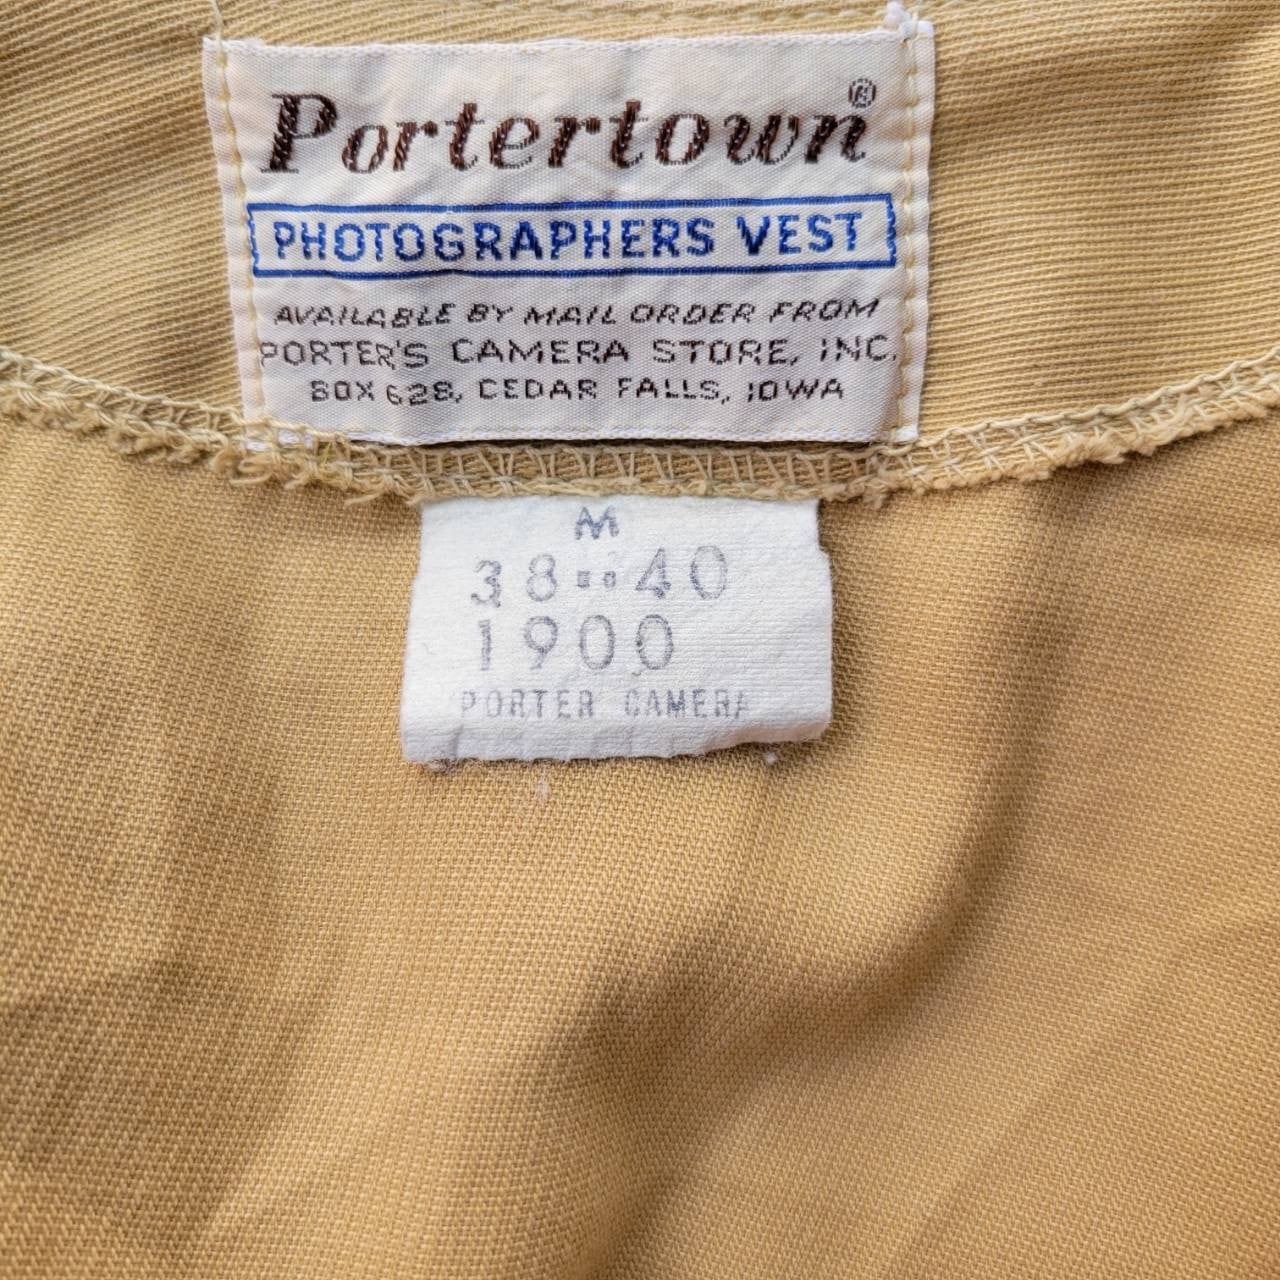 Portertown®
PHOTOGRAPHERS VEST
AVAILABLE BY MAIL ORDER FROM
PORTER'S CAMERA STORE, INC.
BOX 628, CEDAR FALLS, IOWA
M
38--40
1900
PORTER CAMERA